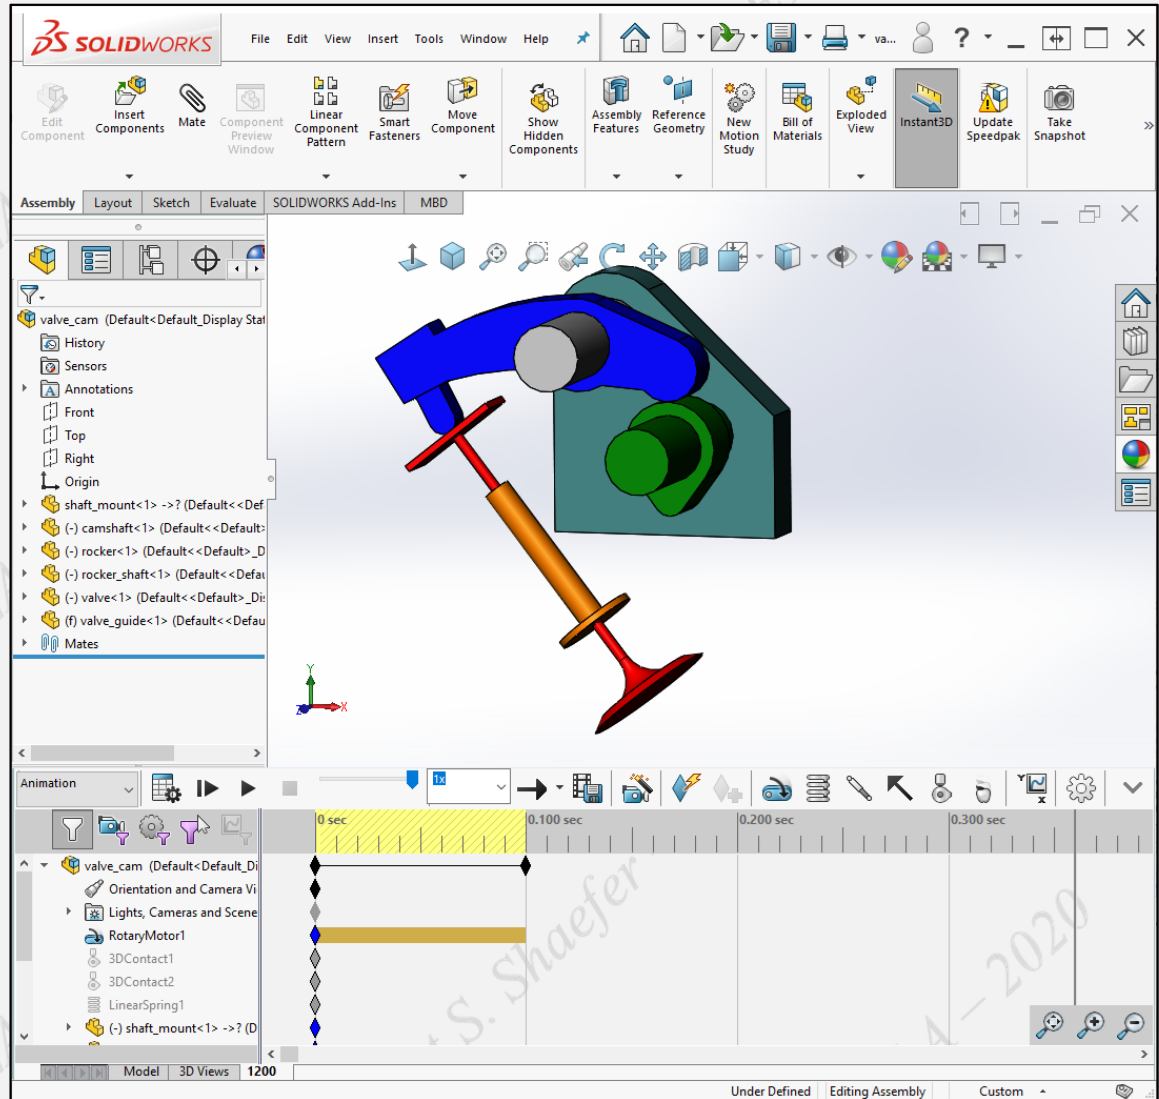 SOLIDWORKS
File Edit View Insert Tools Window Help
va...
Edit Component
Insert Components
Mate
Component Preview Window
Linear Component Pattern
Smart Fasteners
Move Component
Show Hidden Components
Assembly Features
Reference Geometry
New Motion Study
Bill of Materials
Exploded View
Instant3D
Update Speedpak
Take Snapshot
Assembly Layout Sketch Evaluate SOLIDWORKS Add-Ins MBD
valve_cam (Default<Default_Display Stat
History
Sensors
Annotations
Front
Top
Right
Origin
shaft_mount<1> ->? (Default<<Def
(-) camshaft<1> (Default<<Default>
(-) rocker<1> (Default<<Default>_D
(-) rocker_shaft<1> (Default<<Defau
(-) valve<1> (Default<<Default>_Dis
(f) valve_guide<1> (Default<<Defau
Mates
Y
Z X
Animation
1x
0 sec 0.100 sec 0.200 sec 0.300 sec
valve_cam (Default<Default_Di
Orientation and Camera Vi
Lights, Cameras and Scene
RotaryMotor1
3DContact1
3DContact2
LinearSpring1
(-) shaft_mount<1> ->? (D
S. Shaefer
2020
Model 3D Views 1200
Under Defined Editing Assembly Custom